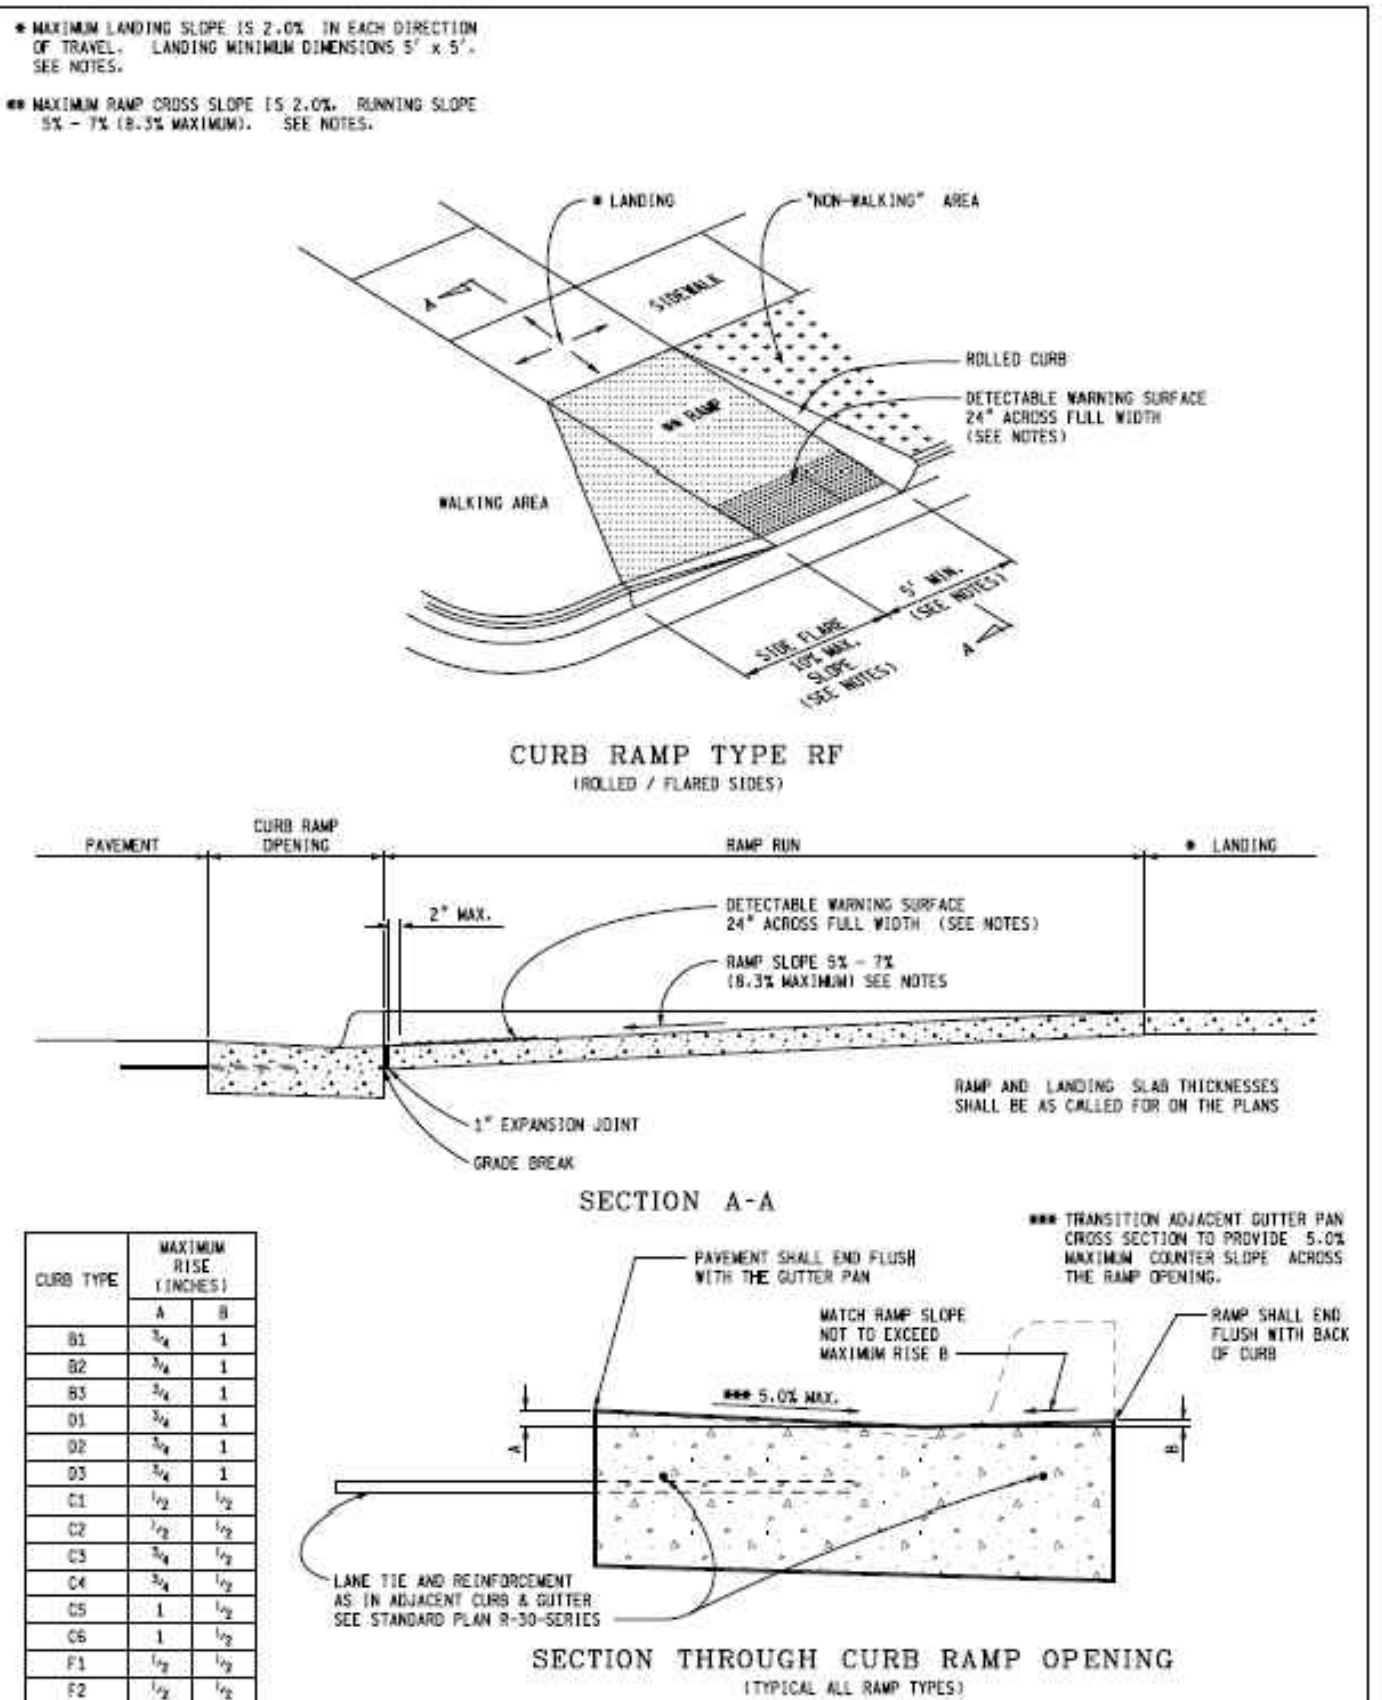 * MAXIMUM LANDING SLOPE IS 2.0% IN EACH DIRECTION
OF TRAVEL. LANDING MINIMUM DIMENSIONS 5' x 5'.
SEE NOTES.
** MAXIMUM RAMP CROSS SLOPE IS 2.0%. RUNNING SLOPE
5% - 7% (8.3% MAXIMUM). SEE NOTES.
* LANDING
"NON-WALKING" AREA
A
SIDEWALK
ROLLED CURB
DETECTABLE WARNING SURFACE
24" ACROSS FULL WIDTH
(SEE NOTES)
** RAMP
WALKING AREA
5' MIN.
(SEE NOTES)
SIDE FLARE
10% MAX.
SLOPE
(SEE NOTES)
A
CURB RAMP TYPE RF
(ROLLED / FLARED SIDES)
PAVEMENT
CURB RAMP
OPENING
RAMP RUN
* LANDING
2" MAX.
DETECTABLE WARNING SURFACE
24" ACROSS FULL WIDTH (SEE NOTES)
RAMP SLOPE 5% - 7%
(8.3% MAXIMUM) SEE NOTES
RAMP AND LANDING SLAB THICKNESSES
SHALL BE AS CALLED FOR ON THE PLANS
1" EXPANSION JOINT
GRADE BREAK
SECTION A-A
CURB TYPE
MAXIMUM
RISE
(INCHES)
A B
B1 3/4 1
B2 3/4 1
B3 3/4 1
D1 3/4 1
D2 3/4 1
D3 3/4 1
C1 1/2 1/2
C2 1/2 1/2
C3 3/4 1/2
C4 3/4 1/2
C5 1 1/2
C6 1 1/2
F1 1/2 1/2
F2 1/2 1/2
*** TRANSITION ADJACENT GUTTER PAN
CROSS SECTION TO PROVIDE 5.0%
MAXIMUM COUNTER SLOPE ACROSS
THE RAMP OPENING.
PAVEMENT SHALL END FLUSH
WITH THE GUTTER PAN
MATCH RAMP SLOPE
NOT TO EXCEED
MAXIMUM RISE B
RAMP SHALL END
FLUSH WITH BACK
OF CURB
*** 5.0% MAX.
A
B
LANE TIE AND REINFORCEMENT
AS IN ADJACENT CURB & GUTTER
SEE STANDARD PLAN R-30-SERIES
SECTION THROUGH CURB RAMP OPENING
(TYPICAL ALL RAMP TYPES)